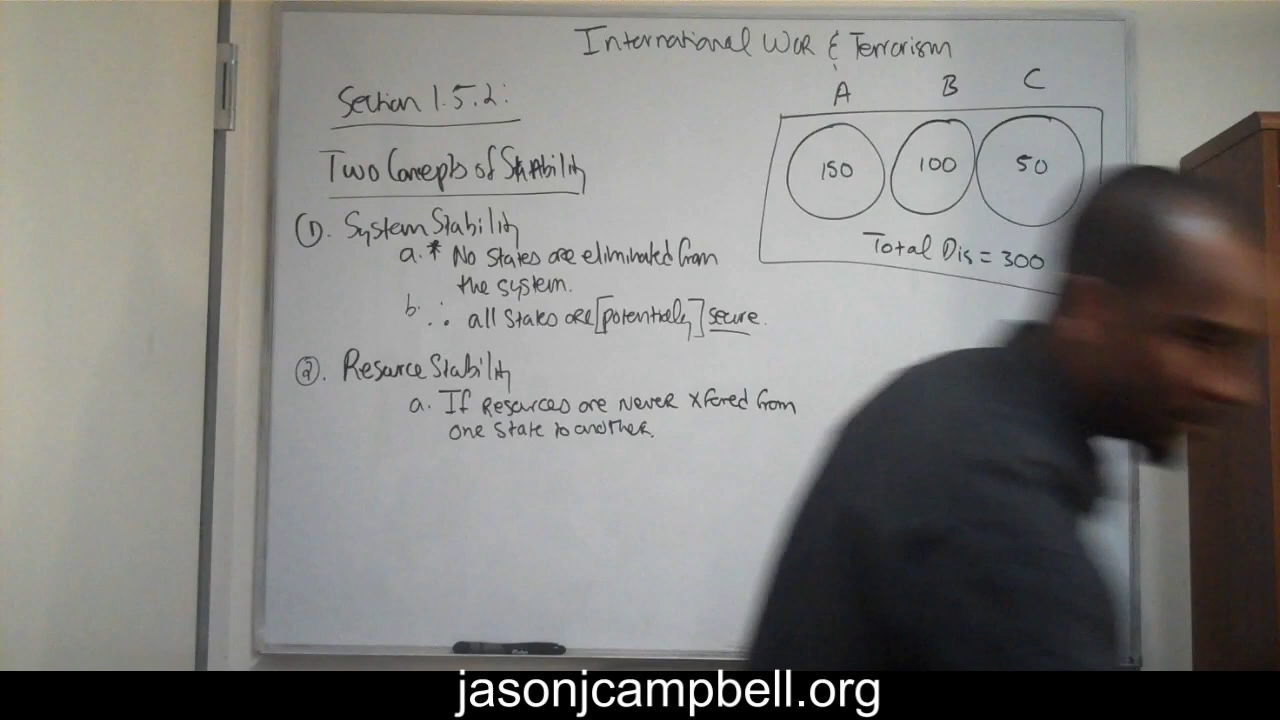 International War & Terrorism
Section 1.5.2:
Two Concepts of Stability
①. System Stability
a. * No states are eliminated from
the system.
b. ∴ all states are [potentially] secure.
②. Resource Stability
a. If Resources are never xfered from
one state to another.
A B C
150 100 50
Total Dis = 300
jasonjcampbell.org